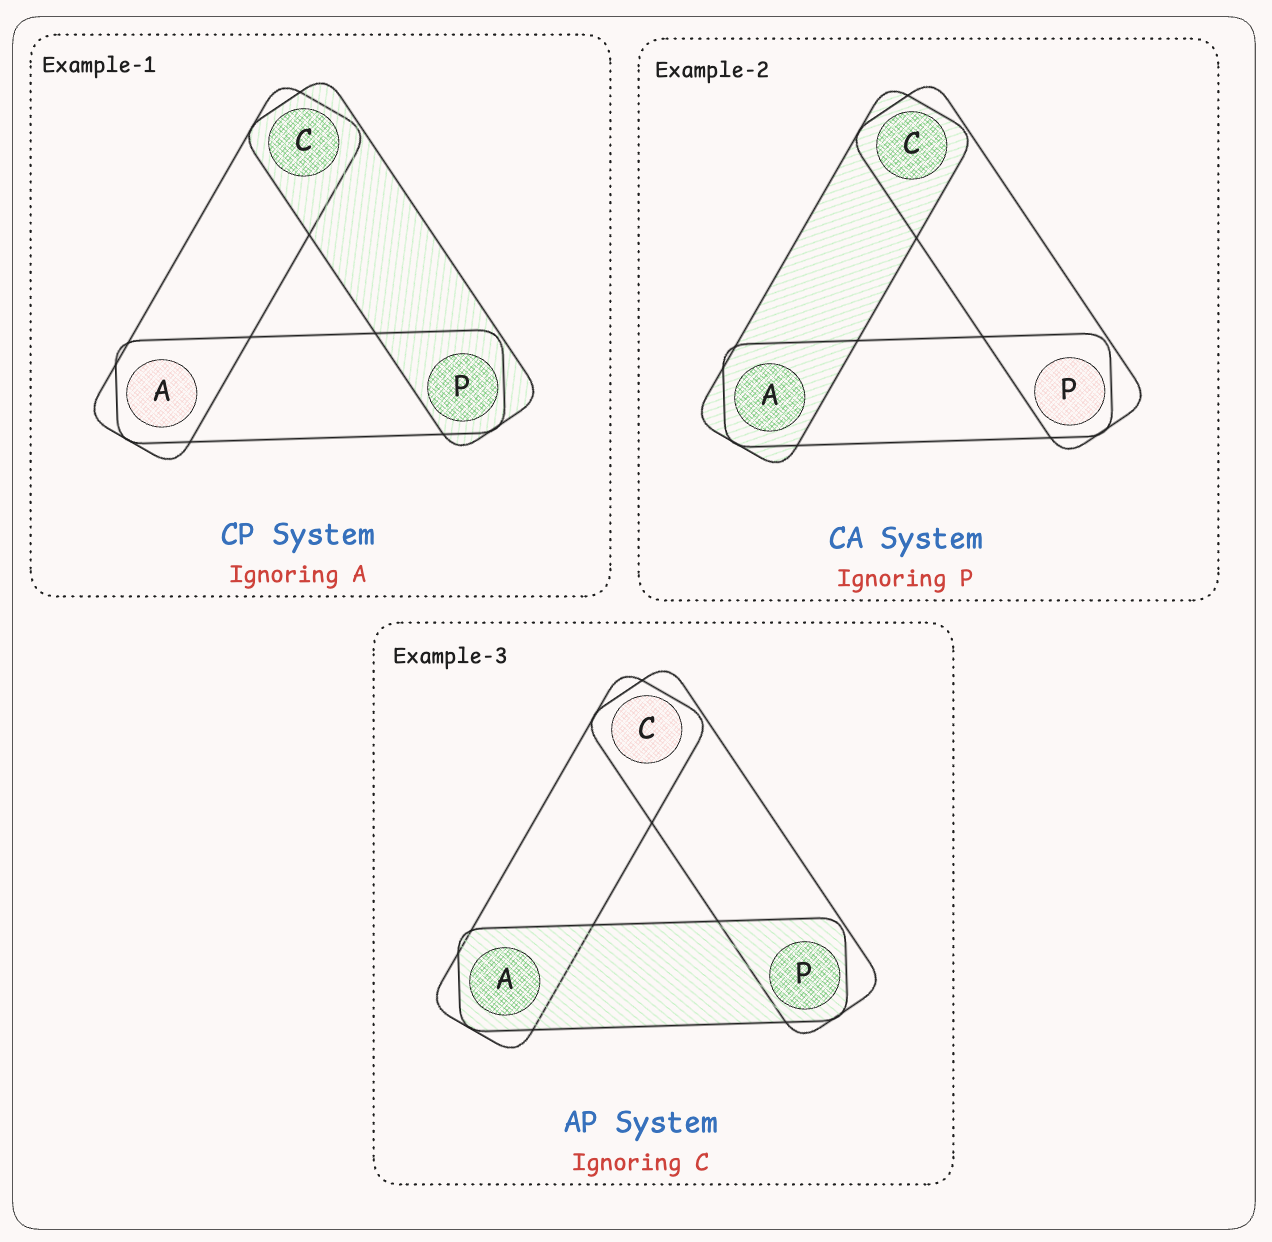 Example-1
C
A
P
CP System
Ignoring A
Example-2
C
A
P
CA System
Ignoring P
Example-3
C
A
P
AP System
Ignoring C